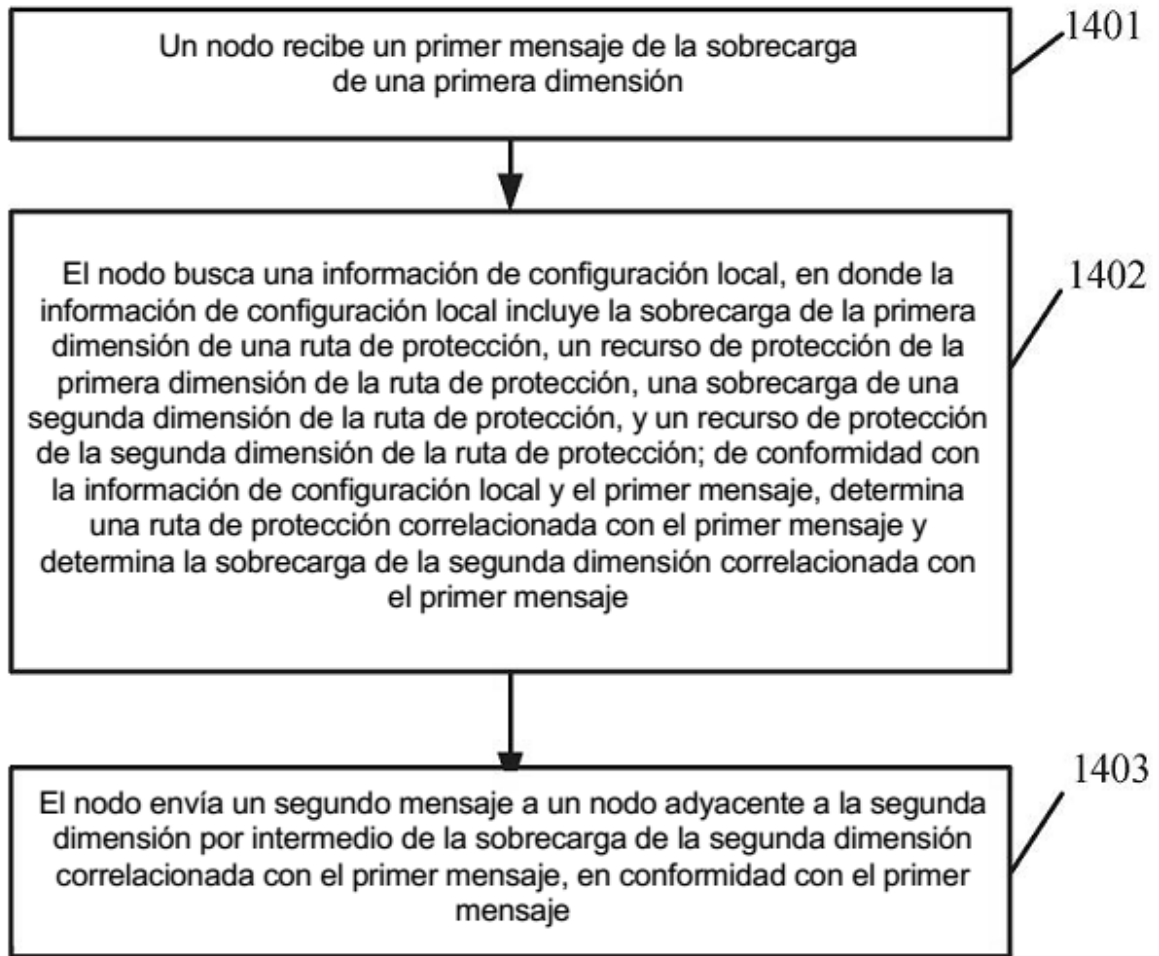 Un nodo recibe un primer mensaje de la sobrecarga
de una primera dimensión
1401
El nodo busca una información de configuración local, en donde la
información de configuración local incluye la sobrecarga de la primera
dimensión de una ruta de protección, un recurso de protección de la
primera dimensión de la ruta de protección, una sobrecarga de una
segunda dimensión de la ruta de protección, y un recurso de protección
de la segunda dimensión de la ruta de protección; de conformidad con
la información de configuración local y el primer mensaje, determina
una ruta de protección correlacionada con el primer mensaje y
determina la sobrecarga de la segunda dimensión correlacionada con
el primer mensaje
1402
El nodo envía un segundo mensaje a un nodo adyacente a la segunda
dimensión por intermedio de la sobrecarga de la segunda dimensión
correlacionada con el primer mensaje, en conformidad con el primer
mensaje
1403